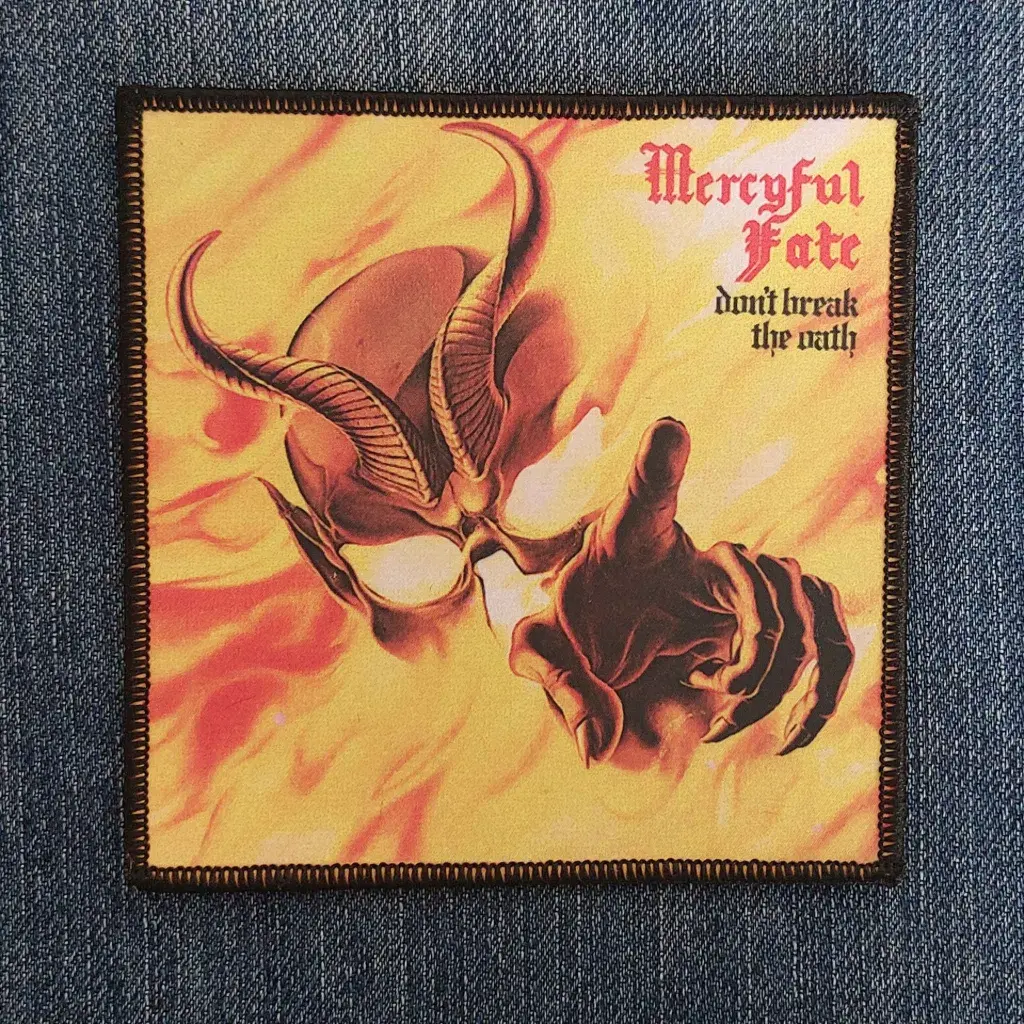 Mercyful
Fate
don't break
the oath